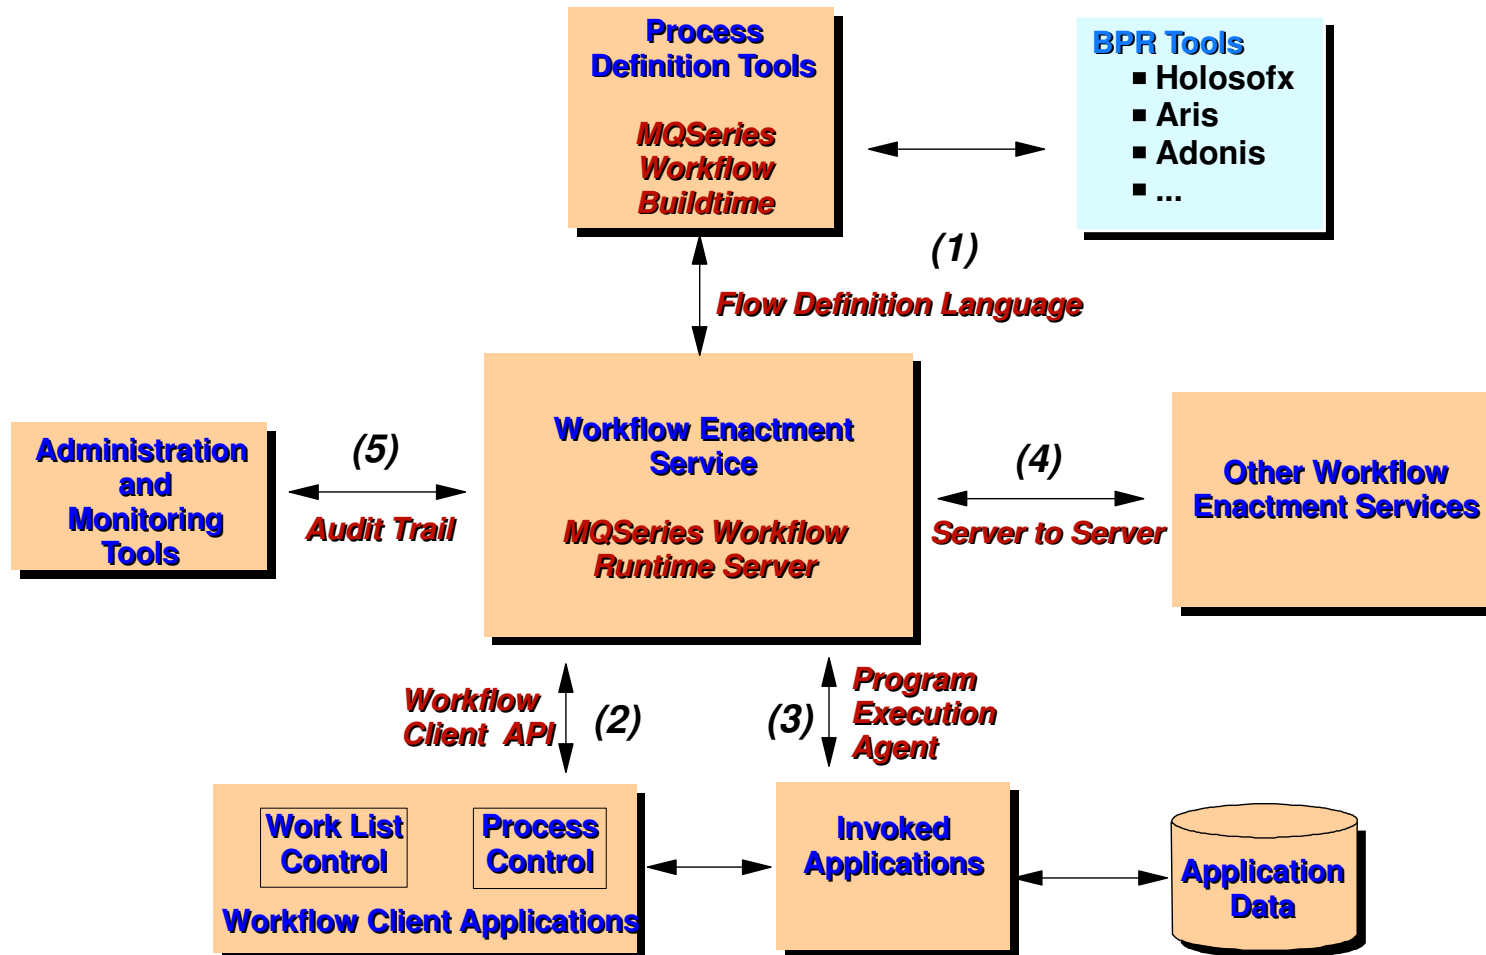 Process
Definition Tools
MQSeries
Workflow
Buildtime
BPR Tools
Holosofx
Aris
Adonis
...
(1)
Flow Definition Language
Administration
and
Monitoring
Tools
(5)
Audit Trail
Workflow Enactment
Service
MQSeries Workflow
Runtime Server
(4)
Server to Server
Other Workflow
Enactment Services
Workflow
Client API
(2)
(3)
Program
Execution
Agent
Work List
Control
Process
Control
Workflow Client Applications
Invoked
Applications
Application
Data